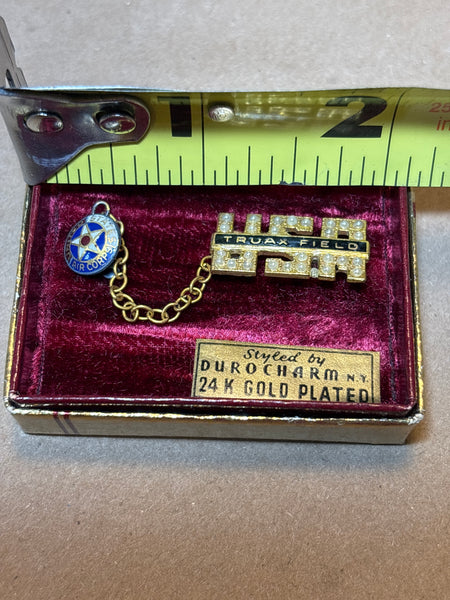 1 2 25
in
AIR CORPS
USA
TRUAX FIELD
Styled by
DUROCHARM N.Y.
24 K GOLD PLATED